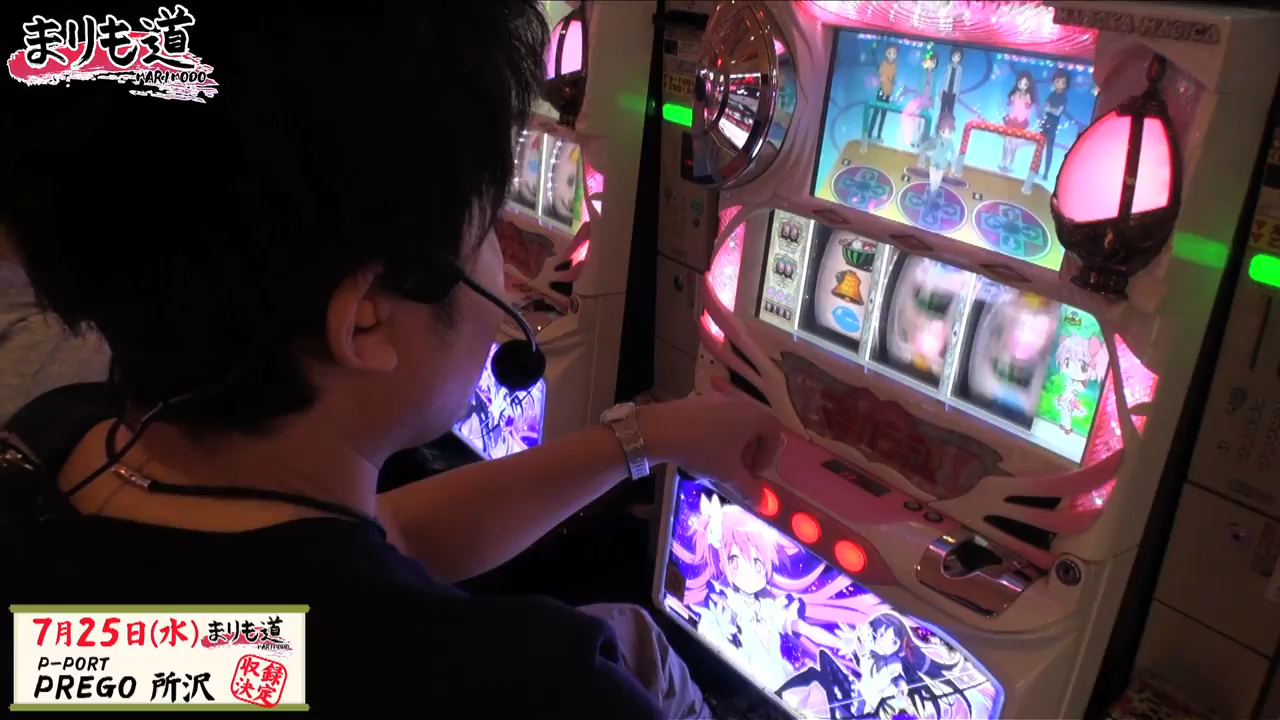 まりも道
MARIMODO
MADOKA MAGICA
7月25日(水)まりも道
MARIMODO
P-PORT
PREGO 所沢
収録
決定